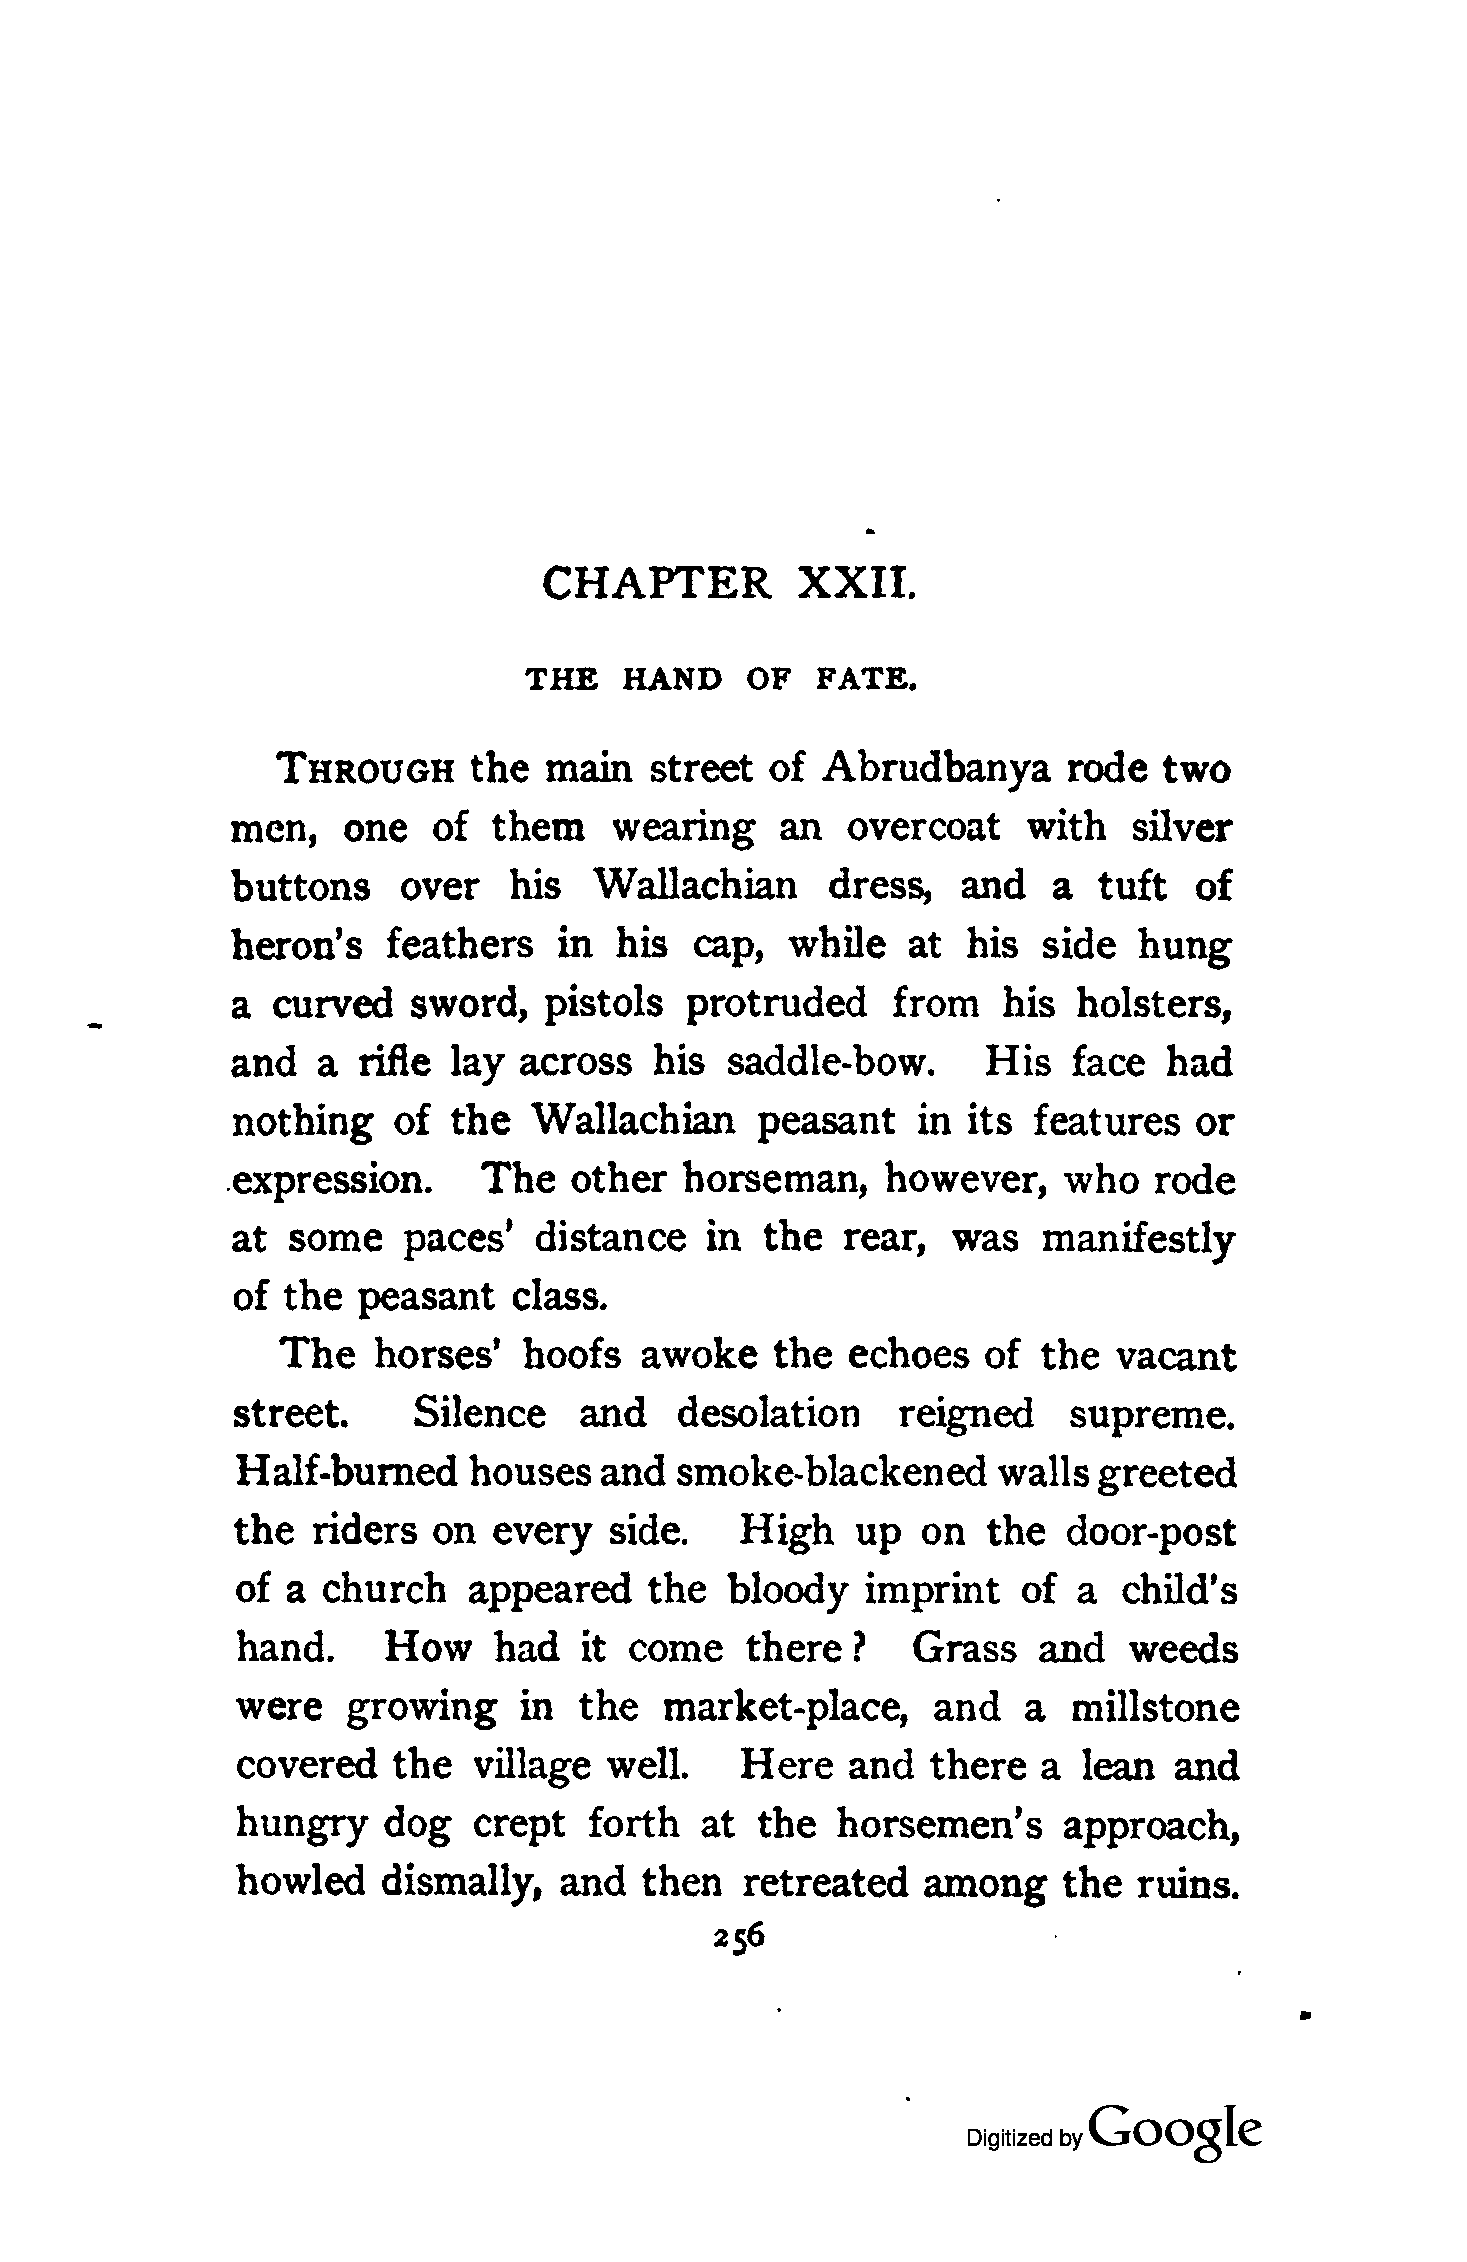 CHAPTER XXII.
THE HAND OF FATE.
THROUGH the main street of Abrudbanya rode two
men, one of them wearing an overcoat with silver
buttons over his Wallachian dress, and a tuft of
heron's feathers in his cap, while at his side hung
a curved sword, pistols protruded from his holsters,
and a rifle lay across his saddle-bow. His face had
nothing of the Wallachian peasant in its features or
expression. The other horseman, however, who rode
at some paces' distance in the rear, was manifestly
of the peasant class.
The horses' hoofs awoke the echoes of the vacant
street. Silence and desolation reigned supreme.
Half-burned houses and smoke-blackened walls greeted
the riders on every side. High up on the door-post
of a church appeared the bloody imprint of a child's
hand. How had it come there? Grass and weeds
were growing in the market-place, and a millstone
covered the village well. Here and there a lean and
hungry dog crept forth at the horsemen's approach,
howled dismally, and then retreated among the ruins.
256
Digitized by Google